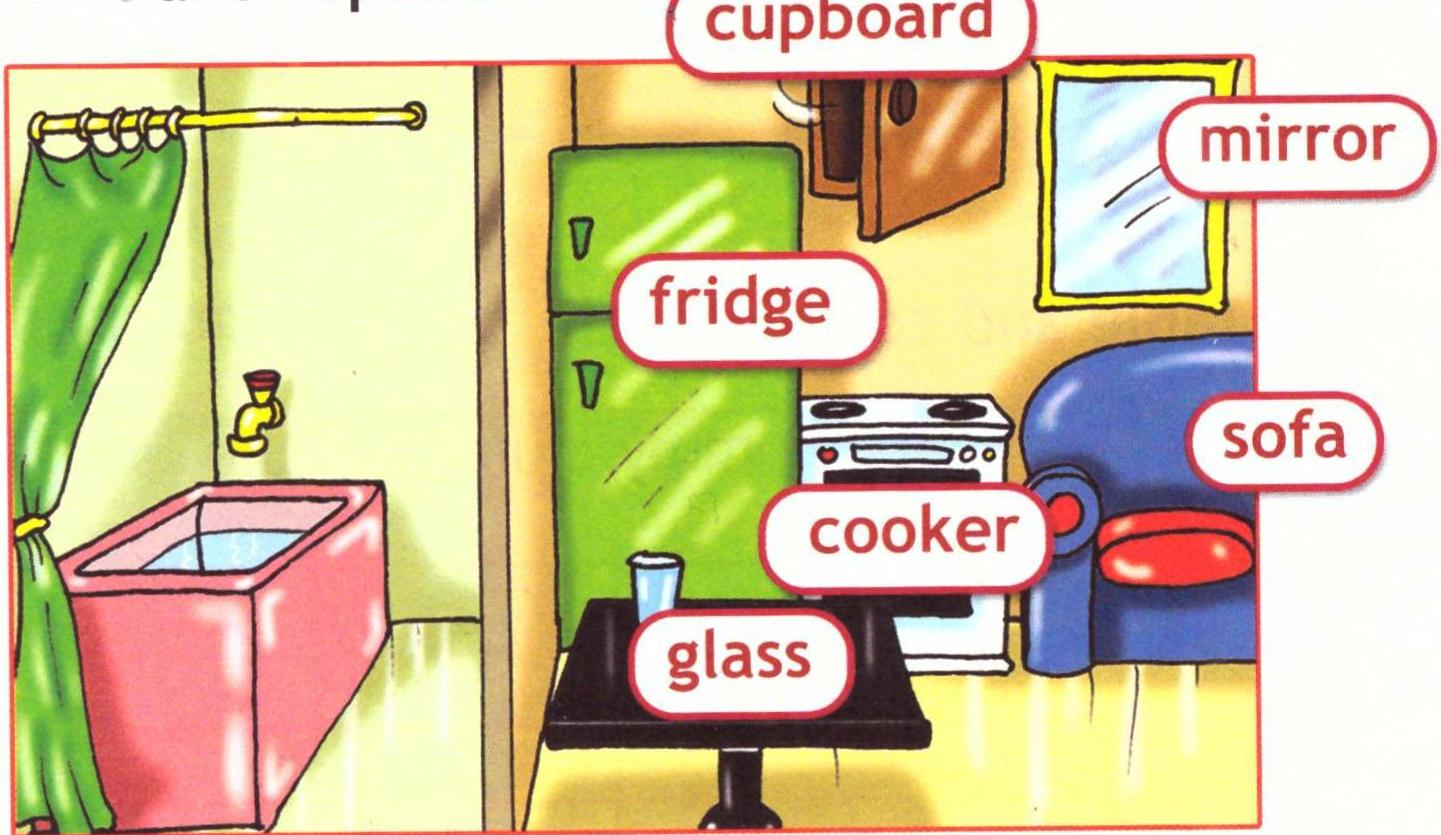 cupboard
mirror
fridge
sofa
cooker
glass